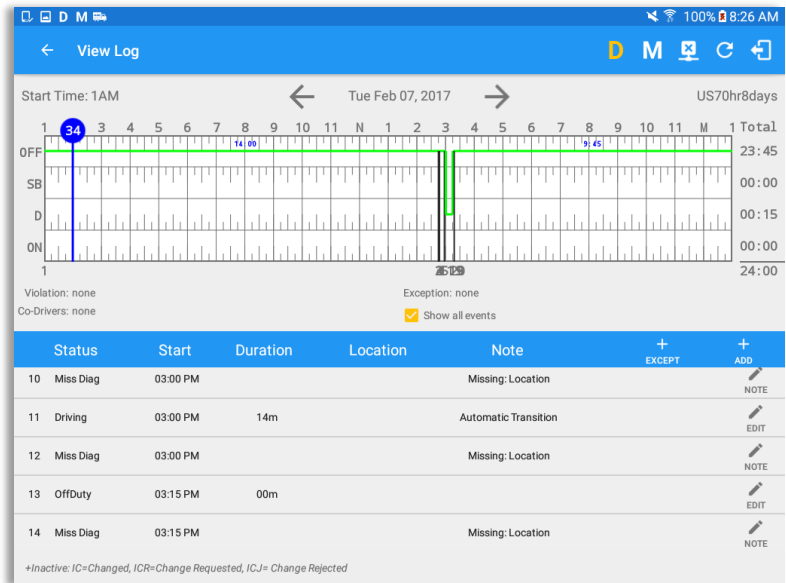 D M 100% 8:26 AM
View Log D M
Start Time: 1AM Tue Feb 07, 2017 US70hr8days
1 34 3 4 5 6 7 8 9 10 11 N 1 2 3 4 5 6 7 8 9 10 11 M 1 Total
14:00 9:45
OFF 23:45
SB 00:00
D 00:15
ON 00:00
1 24:00
Violation: none Exception: none
Co-Drivers: none
Show all events
Status Start Duration Location Note + EXCEPT + ADD
10 Miss Diag 03:00 PM Missing: Location NOTE
11 Driving 03:00 PM 14m Automatic Transition EDIT
12 Miss Diag 03:00 PM Missing: Location NOTE
13 OffDuty 03:15 PM 00m EDIT
14 Miss Diag 03:15 PM Missing: Location NOTE
+Inactive: IC=Changed, ICR=Change Requested, ICJ= Change Rejected